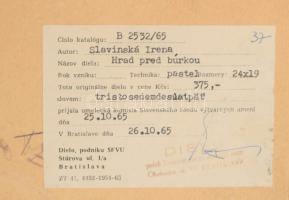 Číslo katalógu: B 2532/65
37
Autor: Slavinská Irena
Názov diela: Hrad pred búrkou
Rok vzniku: Technika: pastel Rozmery: 24x19
Toto originálne dielo v cene Kčs: 375,-
slovom: tristosedemdesiatpäť
prijala umelecká komisia Slovenského fondu výtvarných umení
dňa 25.10.65
V Bratislave dňa 26.10.65
Dielo, podniku SFVU
Štúrova ul. 1/a
Bratislava